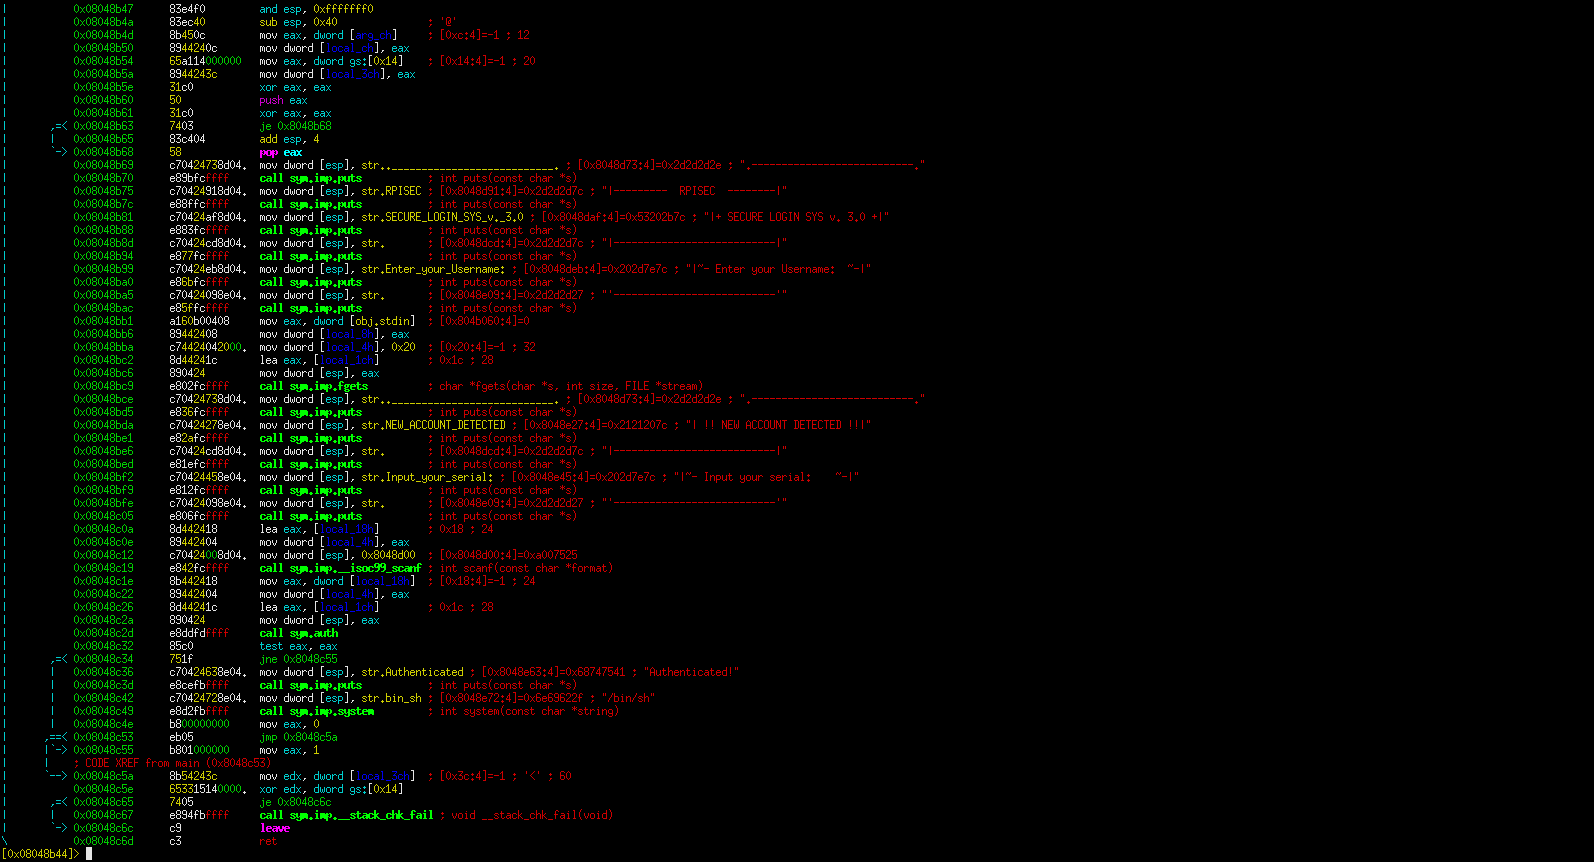 | 0x08048b47 83e4f0 and esp, 0xfffffff0
| 0x08048b4a 83ec40 sub esp, 0x40 ; '@'
| 0x08048b4d 8b450c mov eax, dword [arg_ch] ; [0xc:4]=-1 ; 12
| 0x08048b50 8944240c mov dword [local_ch], eax
| 0x08048b54 65a114000000 mov eax, dword gs:[0x14] ; [0x14:4]=-1 ; 20
| 0x08048b5a 8944243c mov dword [local_3ch], eax
| 0x08048b5e 31c0 xor eax, eax
| 0x08048b60 50 push eax
| 0x08048b61 31c0 xor eax, eax
| ,=< 0x08048b63 7403 je 0x8048b68
| | 0x08048b65 83c404 add esp, 4
| `-> 0x08048b68 58 pop eax
| 0x08048b69 c70424738d04. mov dword [esp], str..___________________________. ; [0x8048d73:4]=0x2d2d2d2e ; ".---------------------------."
| 0x08048b70 e89bfcffff call sym.imp.puts ; int puts(const char *s)
| 0x08048b75 c70424918d04. mov dword [esp], str.RPISEC ; [0x8048d91:4]=0x2d2d2d7c ; "|---------  RPISEC  --------|"
| 0x08048b7c e88ffcffff call sym.imp.puts ; int puts(const char *s)
| 0x08048b81 c70424af8d04. mov dword [esp], str.SECURE_LOGIN_SYS_v._3.0 ; [0x8048daf:4]=0x53202b7c ; "|+ SECURE LOGIN SYS v. 3.0 +|"
| 0x08048b88 e883fcffff call sym.imp.puts ; int puts(const char *s)
| 0x08048b8d c70424cd8d04. mov dword [esp], str. ; [0x8048dcd:4]=0x2d2d2d7c ; "|---------------------------|"
| 0x08048b94 e877fcffff call sym.imp.puts ; int puts(const char *s)
| 0x08048b99 c70424eb8d04. mov dword [esp], str.Enter_your_Username: ; [0x8048deb:4]=0x202d7e7c ; "|~- Enter your Username:  ~-|"
| 0x08048ba0 e86bfcffff call sym.imp.puts ; int puts(const char *s)
| 0x08048ba5 c70424098e04. mov dword [esp], str. ; [0x8048e09:4]=0x2d2d2d27 ; "'---------------------------'"
| 0x08048bac e85ffcffff call sym.imp.puts ; int puts(const char *s)
| 0x08048bb1 a160b00408 mov eax, dword [obj.stdin] ; [0x804b060:4]=0
| 0x08048bb6 89442408 mov dword [local_8h], eax
| 0x08048bba c74424042000. mov dword [local_4h], 0x20 ; [0x20:4]=-1 ; 32
| 0x08048bc2 8d44241c lea eax, [local_1ch] ; 0x1c ; 28
| 0x08048bc6 890424 mov dword [esp], eax
| 0x08048bc9 e802fcffff call sym.imp.fgets ; char *fgets(char *s, int size, FILE *stream)
| 0x08048bce c70424738d04. mov dword [esp], str..___________________________. ; [0x8048d73:4]=0x2d2d2d2e ; ".---------------------------."
| 0x08048bd5 e836fcffff call sym.imp.puts ; int puts(const char *s)
| 0x08048bda c70424278e04. mov dword [esp], str.NEW_ACCOUNT_DETECTED ; [0x8048e27:4]=0x2121207c ; "| !! NEW ACCOUNT DETECTED !!|"
| 0x08048be1 e82afcffff call sym.imp.puts ; int puts(const char *s)
| 0x08048be6 c70424cd8d04. mov dword [esp], str. ; [0x8048dcd:4]=0x2d2d2d7c ; "|---------------------------|"
| 0x08048bed e81efcffff call sym.imp.puts ; int puts(const char *s)
| 0x08048bf2 c70424458e04. mov dword [esp], str.Input_your_serial: ; [0x8048e45:4]=0x202d7e7c ; "|~- Input your serial:    ~-|"
| 0x08048bf9 e812fcffff call sym.imp.puts ; int puts(const char *s)
| 0x08048bfe c70424098e04. mov dword [esp], str. ; [0x8048e09:4]=0x2d2d2d27 ; "'---------------------------'"
| 0x08048c05 e806fcffff call sym.imp.puts ; int puts(const char *s)
| 0x08048c0a 8d442418 lea eax, [local_18h] ; 0x18 ; 24
| 0x08048c0e 89442404 mov dword [local_4h], eax
| 0x08048c12 c70424008d04. mov dword [esp], 0x8048d00 ; [0x8048d00:4]=0xa007525
| 0x08048c19 e842fcffff call sym.imp.__isoc99_scanf ; int scanf(const char *format)
| 0x08048c1e 8b442418 mov eax, dword [local_18h] ; [0x18:4]=-1 ; 24
| 0x08048c22 89442404 mov dword [local_4h], eax
| 0x08048c26 8d44241c lea eax, [local_1ch] ; 0x1c ; 28
| 0x08048c2a 890424 mov dword [esp], eax
| 0x08048c2d e8ddfdffff call sym.auth
| 0x08048c32 85c0 test eax, eax
| ,=< 0x08048c34 751f jne 0x8048c55
| | 0x08048c36 c70424638e04. mov dword [esp], str.Authenticated ; [0x8048e63:4]=0x68747541 ; "Authenticated!"
| | 0x08048c3d e8cefbffff call sym.imp.puts ; int puts(const char *s)
| | 0x08048c42 c70424728e04. mov dword [esp], str.bin_sh ; [0x8048e72:4]=0x6e69622f ; "/bin/sh"
| | 0x08048c49 e8d2fbffff call sym.imp.system ; int system(const char *string)
| | 0x08048c4e b800000000 mov eax, 0
| ,==< 0x08048c53 eb05 jmp 0x8048c5a
| |`-> 0x08048c55 b801000000 mov eax, 1
| | ; CODE XREF from main (0x8048c53)
| `--> 0x08048c5a 8b54243c mov edx, dword [local_3ch] ; [0x3c:4]=-1 ; '<' ; 60
| 0x08048c5e 653315140000. xor edx, dword gs:[0x14]
| ,=< 0x08048c65 7405 je 0x8048c6c
| | 0x08048c67 e894fbffff call sym.imp.__stack_chk_fail ; void __stack_chk_fail(void)
| `-> 0x08048c6c c9 leave
\ 0x08048c6d c3 ret
[0x08048b44]>